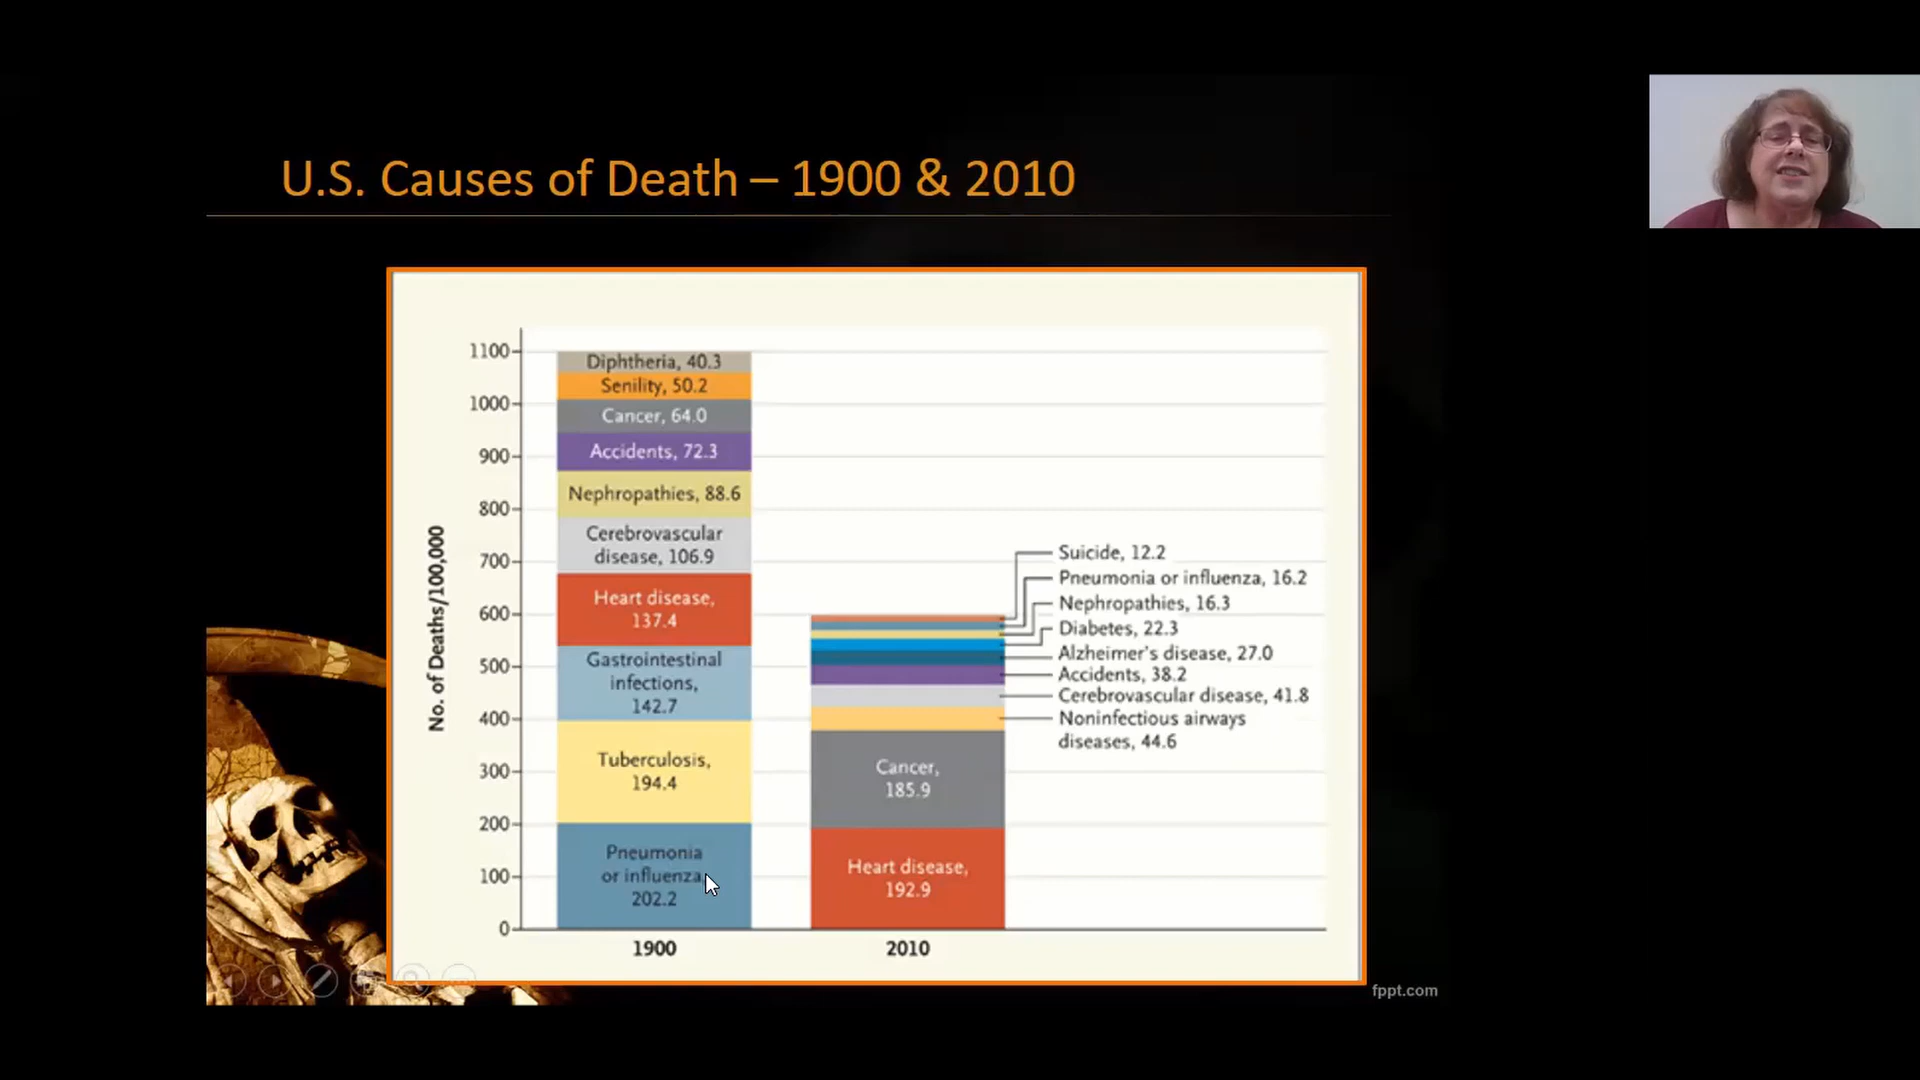 U.S. Causes of Death – 1900 & 2010
No. of Deaths/100,000
1100
1000
900
800
700
600
500
400
300
200
100
0
Diphtheria, 40.3
Senility, 50.2
Cancer, 64.0
Accidents, 72.3
Nephropathies, 88.6
Cerebrovascular
disease, 106.9
Heart disease,
137.4
Gastrointestinal
infections,
142.7
Tuberculosis,
194.4
Pneumonia
or influenza,
202.2
1900
Cancer,
185.9
Heart disease,
192.9
2010
Suicide, 12.2
Pneumonia or influenza, 16.2
Nephropathies, 16.3
Diabetes, 22.3
Alzheimer's disease, 27.0
Accidents, 38.2
Cerebrovascular disease, 41.8
Noninfectious airways
diseases, 44.6
fppt.com